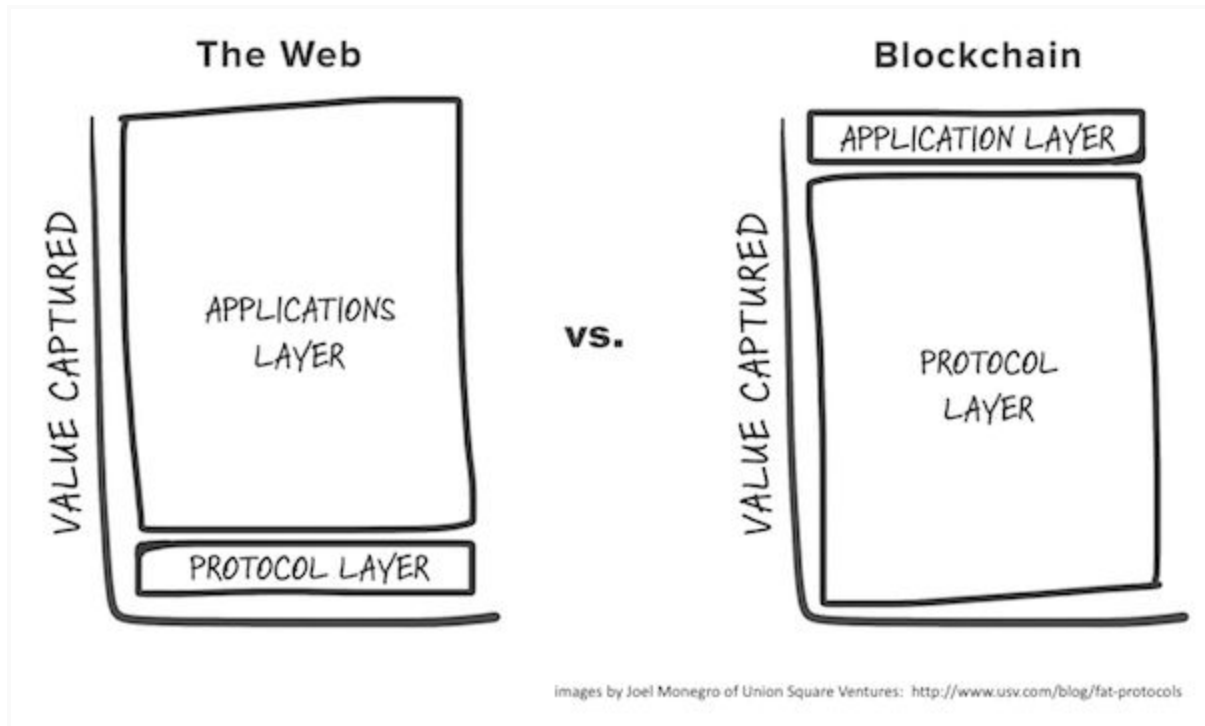 The Web
VALUE CAPTURED
APPLICATIONS
LAYER
PROTOCOL LAYER
vs.
Blockchain
VALUE CAPTURED
APPLICATION LAYER
PROTOCOL
LAYER
images by Joel Monegro of Union Square Ventures: http://www.usv.com/blog/fat-protocols